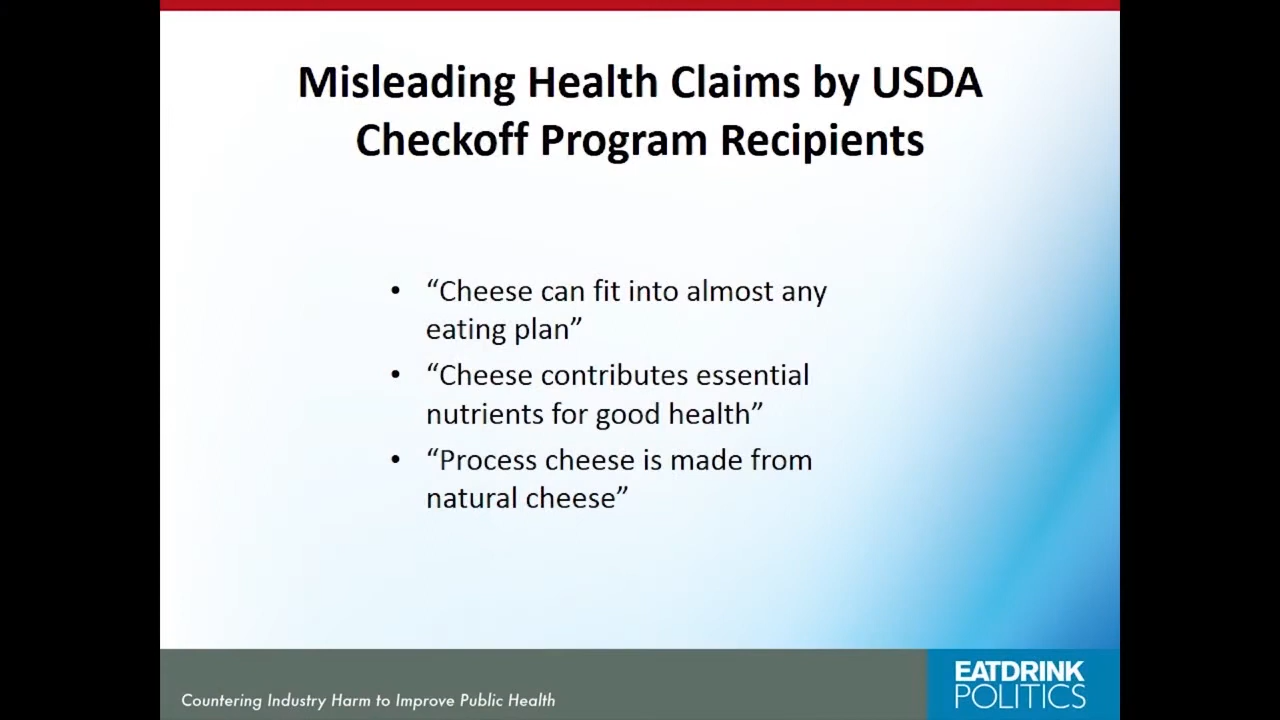 Misleading Health Claims by USDA
Checkoff Program Recipients
• “Cheese can fit into almost any
eating plan”
• “Cheese contributes essential
nutrients for good health”
• “Process cheese is made from
natural cheese”
Countering Industry Harm to Improve Public Health
EATDRINK
POLITICS